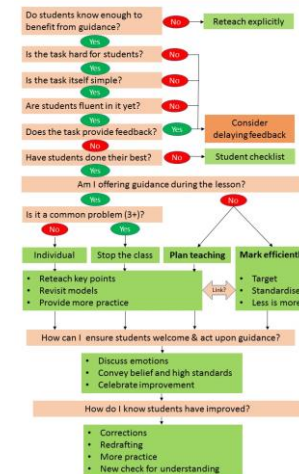 Do students know enough to
benefit from guidance?
No
Reteach explicitly
Yes
Is the task hard for students?
No
Yes
Is the task itself simple?
No
Yes
Are students fluent in it yet?
No
Yes
Does the task provide feedback?
Yes
Consider
delaying feedback
No
Have students done their best?
No
Student checklist
Yes
Am I offering guidance during the lesson?
Yes
No
Is it a common problem (3+)?
No
Yes
Individual
Stop the class
Plan teaching
Mark efficientl
• Reteach key points
• Revisit models
• Provide more practice
Link?
• Target
• Standardise
• Less is more
How can I ensure students welcome & act upon guidance?
• Discuss emotions
• Convey belief and high standards
• Celebrate improvement
How do I know students have improved?
• Corrections
• Redrafting
• More practice
• New check for understanding